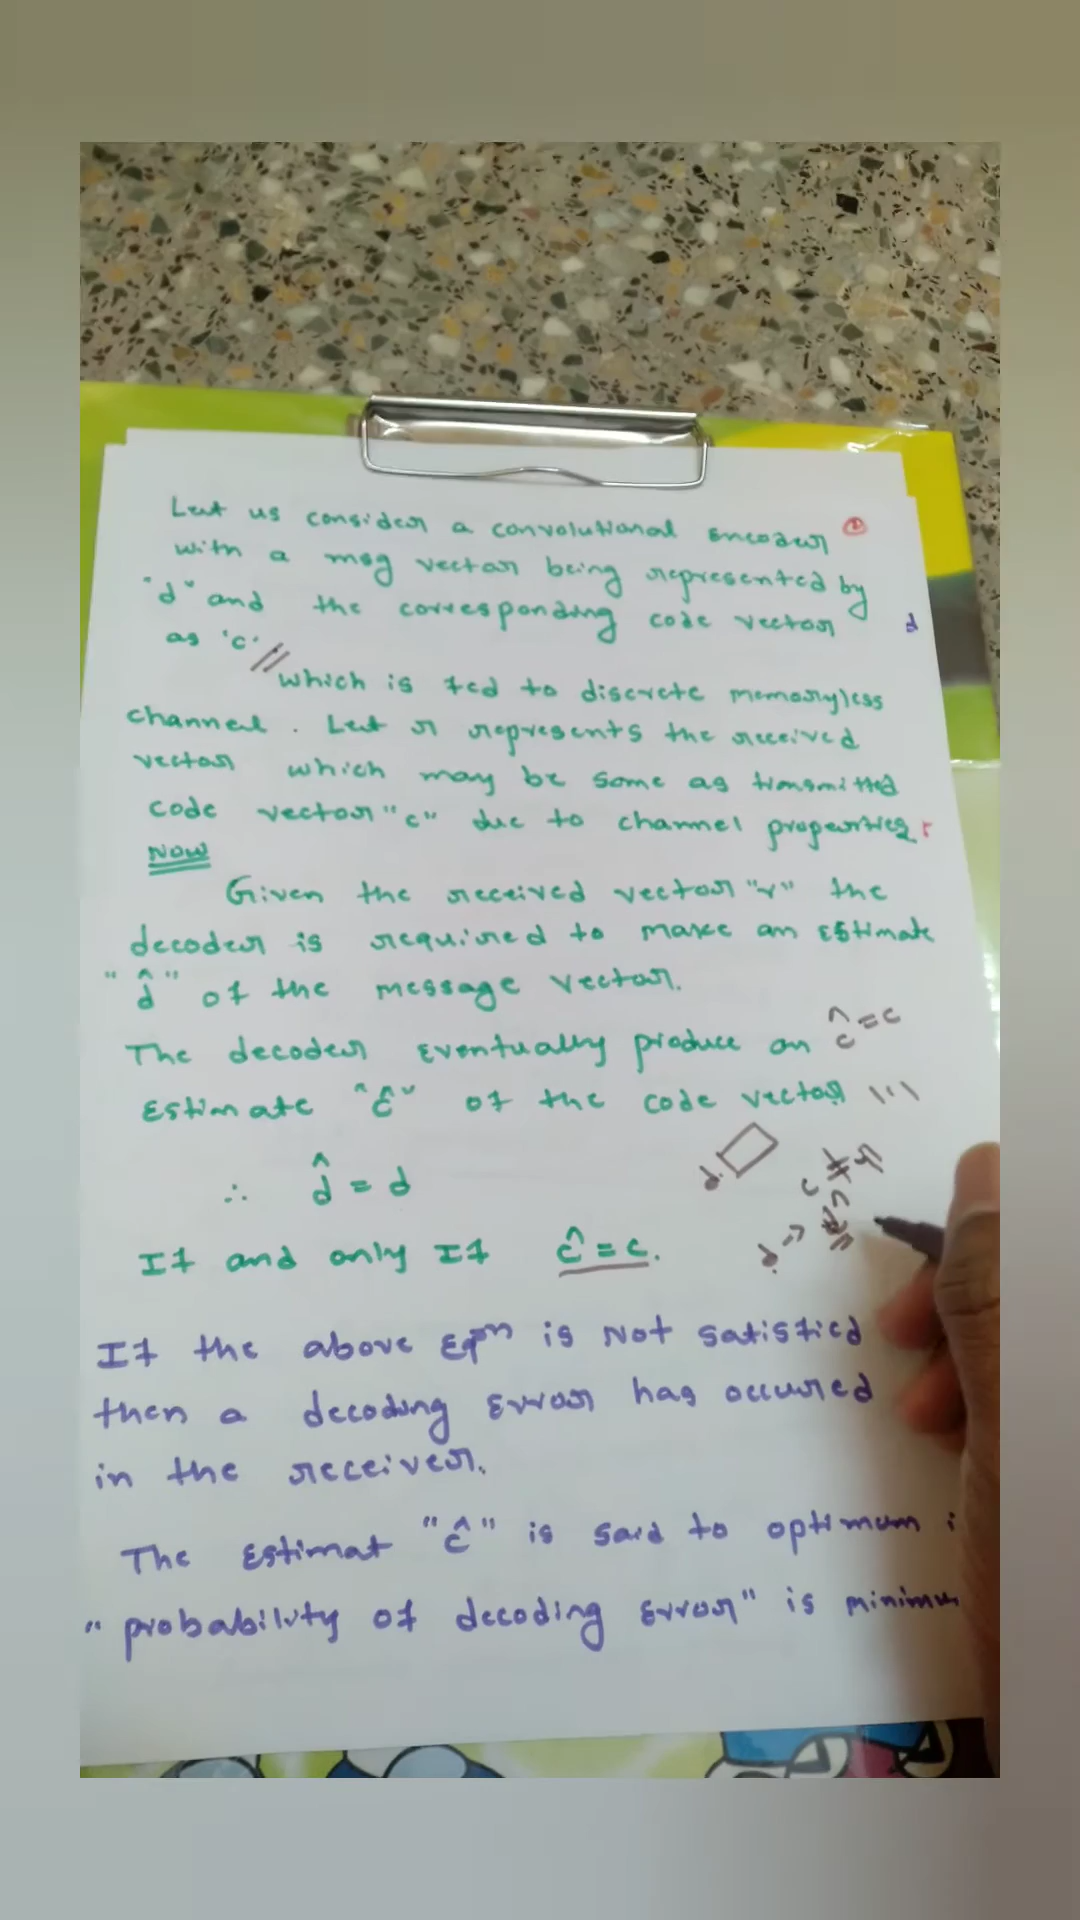 Let us consider a convolutional encoder
with a msg vector being represented by
"d" and the corresponding code vector
as 'c'
which is fed to discrete memoryless
channel. Let r represents the received
vector which may be same as transmitted
code vector "c" due to channel properties.
NOW
Given the received vector "r" the
decoder is required to make an Estimate
"d̂" of the message vector.
The decoder eventually produce an
Estimate "ĉ" of the code vector
ĉ = c
∴ d̂ = d
If and only If ĉ = c.
d
d
c ≠ r
If the above Eqn is Not satisfied
then a decoding Error has occured
in the receiver.
The Estimat "ĉ" is said to optimum i
"probability of decoding Error" is minimu